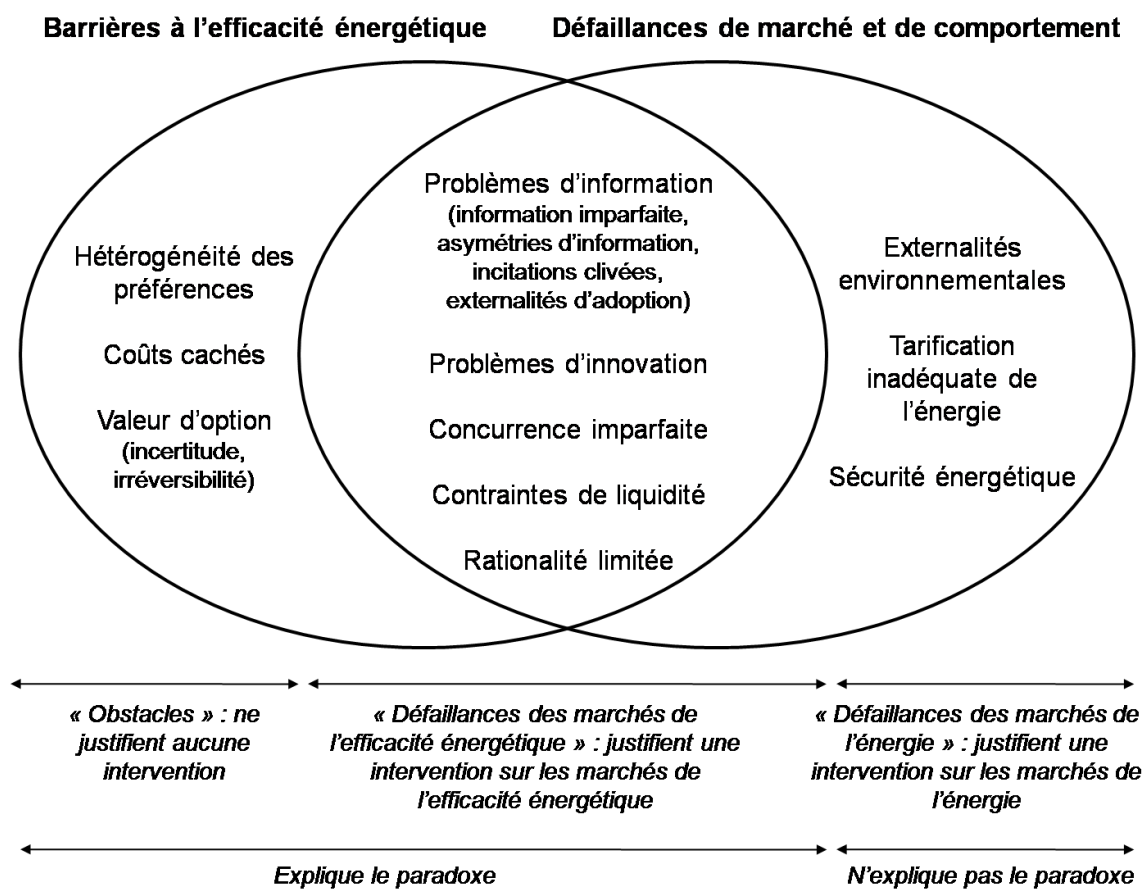 Barrières à l'efficacité énergétique
Défaillances de marché et de comportement
Hétérogénéité des
préférences
Coûts cachés
Valeur d'option
(incertitude,
irréversibilité)
Problèmes d'information
(information imparfaite,
asymétries d'information,
incitations clivées,
externalités d'adoption)
Problèmes d'innovation
Concurrence imparfaite
Contraintes de liquidité
Rationalité limitée
Externalités
environnementales
Tarification
inadéquate de
l'énergie
Sécurité énergétique
« Obstacles » : ne
justifient aucune
intervention
« Défaillances des marchés de
l'efficacité énergétique » : justifient une
intervention sur les marchés de
l'efficacité énergétique
« Défaillances des marchés de
l'énergie » : justifient une
intervention sur les marchés de
l'énergie
Explique le paradoxe
N'explique pas le paradoxe